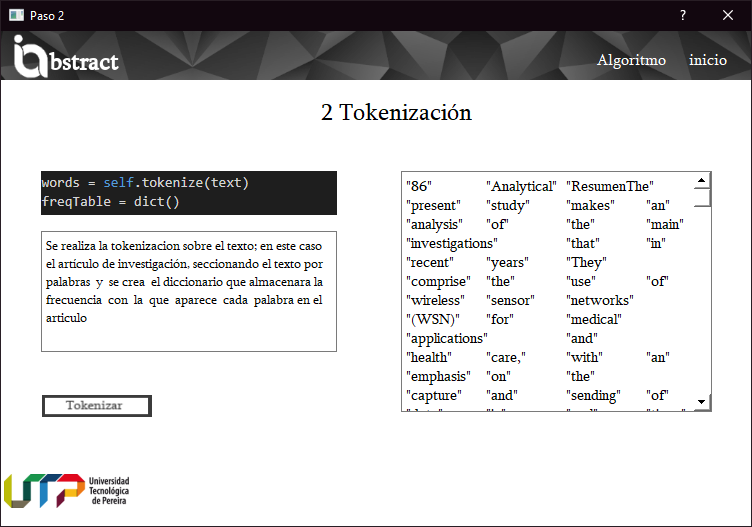 Paso 2
?
iabstract
Algoritmo inicio
2 Tokenización
words = self.tokenize(text)
freqTable = dict()
Se realiza la tokenizacion sobre el texto; en este caso
el artículo de investigación, seccionando el texto por
palabras y se crea el diccionario que almacenara la
frecuencia con la que aparece cada palabra en el
articulo
Tokenizar
"86" "Analytical" "ResumenThe"
"present" "study" "makes" "an"
"analysis" "of" "the" "main"
"investigations" "that" "in"
"recent" "years" "They"
"comprise" "the" "use" "of"
"wireless" "sensor" "networks"
"(WSN)" "for" "medical"
"applications" "and"
"health" "care," "with" "an"
"emphasis" "on" "the"
"capture" "and" "sending" "of"
UTP
Universidad
Tecnológica
de Pereira